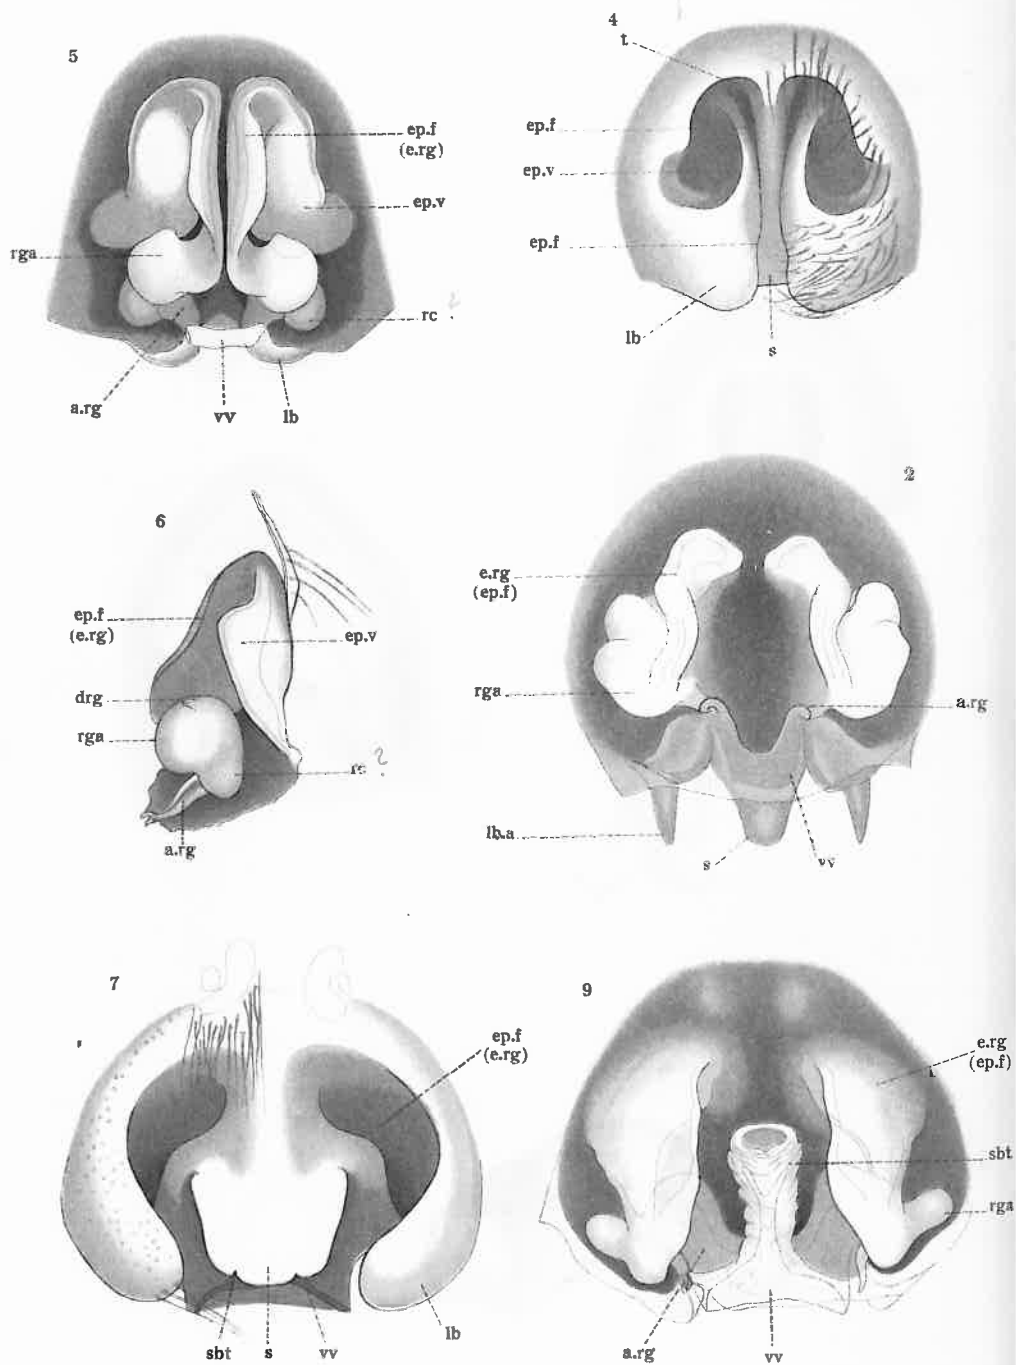 5
ep.f
(e.rg)
ep.v
rga
rc ?
a.rg
vv
lb
4
t
ep.f
ep.v
ep.f
lb
s
6
ep.f
(e.rg)
ep.v
drg
rga
rc ?
a.rg
2
e.rg
(ep.f)
rga
a.rg
lb.a
s
vv
7
ep.f
(e.rg)
lb
sbt
s
vv
9
e.rg
(ep.f)
sbt
rga
a.rg
vv